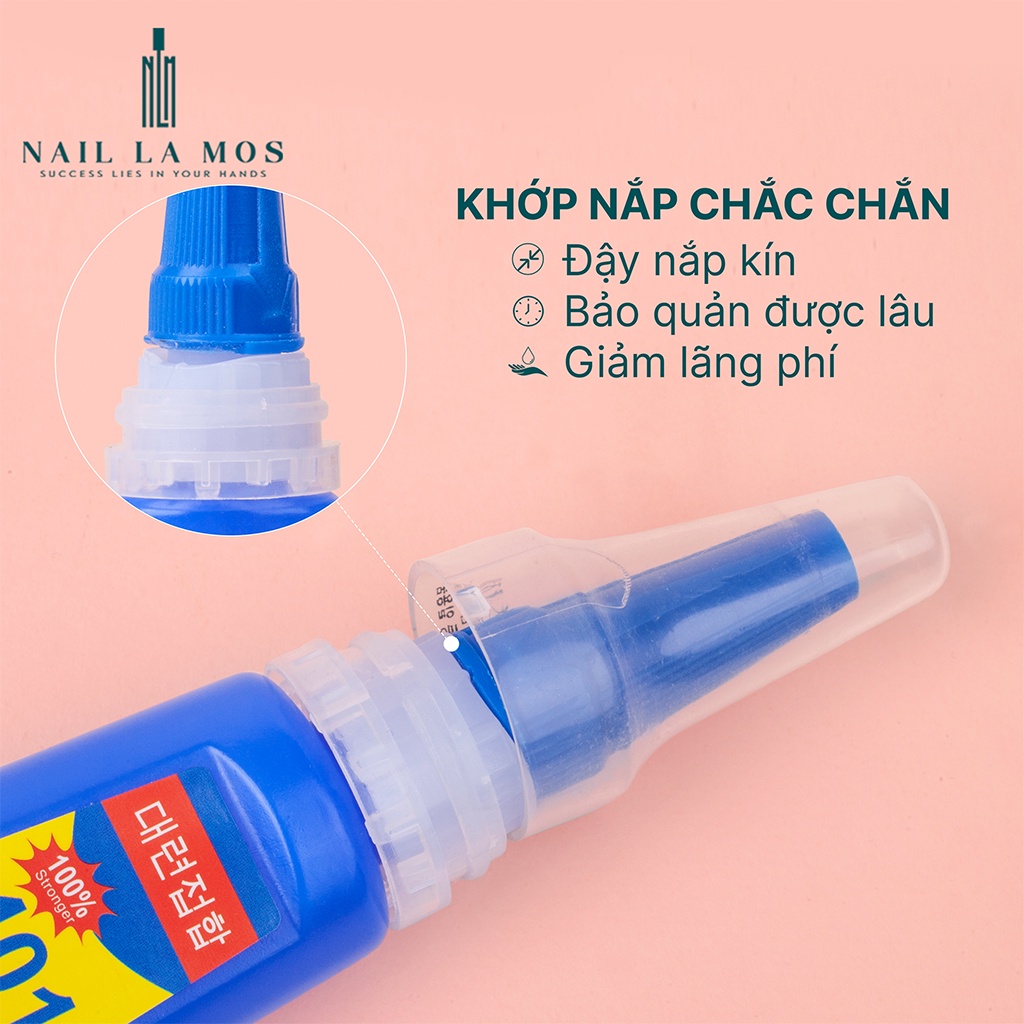 NAIL LA MOS
SUCCESS LIES IN YOUR HANDS
KHỚP NẮP CHẮC CHẮN
Đậy nắp kín
Bảo quản được lâu
Giảm lãng phí
대련접합
100%
Stronger